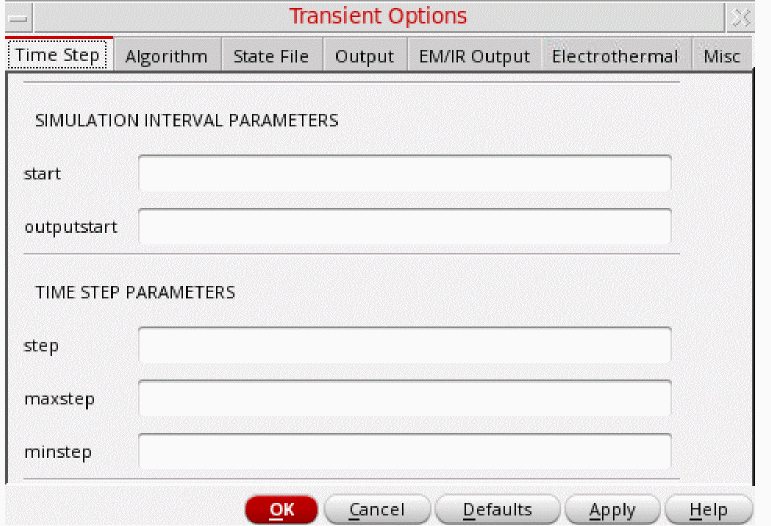 Transient Options
Time Step Algorithm State File Output EM/IR Output Electrothermal Misc
SIMULATION INTERVAL PARAMETERS
start
outputstart
TIME STEP PARAMETERS
step
maxstep
minstep
OK Cancel Defaults Apply Help